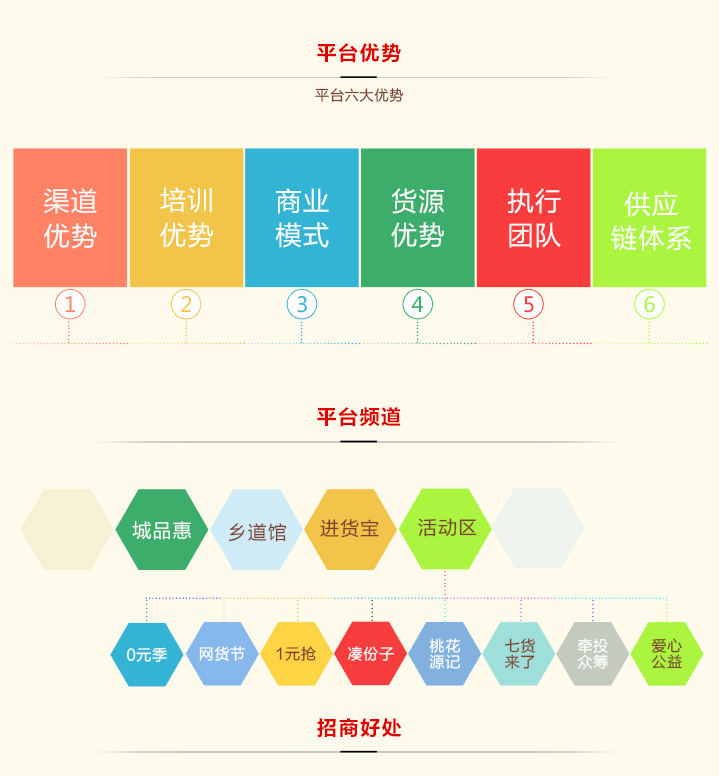 平台优势
平台六大优势
渠道
优势
培训
优势
商业
模式
货源
优势
执行
团队
供应
链体系
1
2
3
4
5
6
平台频道
城品惠
乡道馆
进货宝
活动区
0元季
网货节
1元抢
凑份子
桃花
源记
七货
来了
牵投
众筹
爱心
公益
招商好处